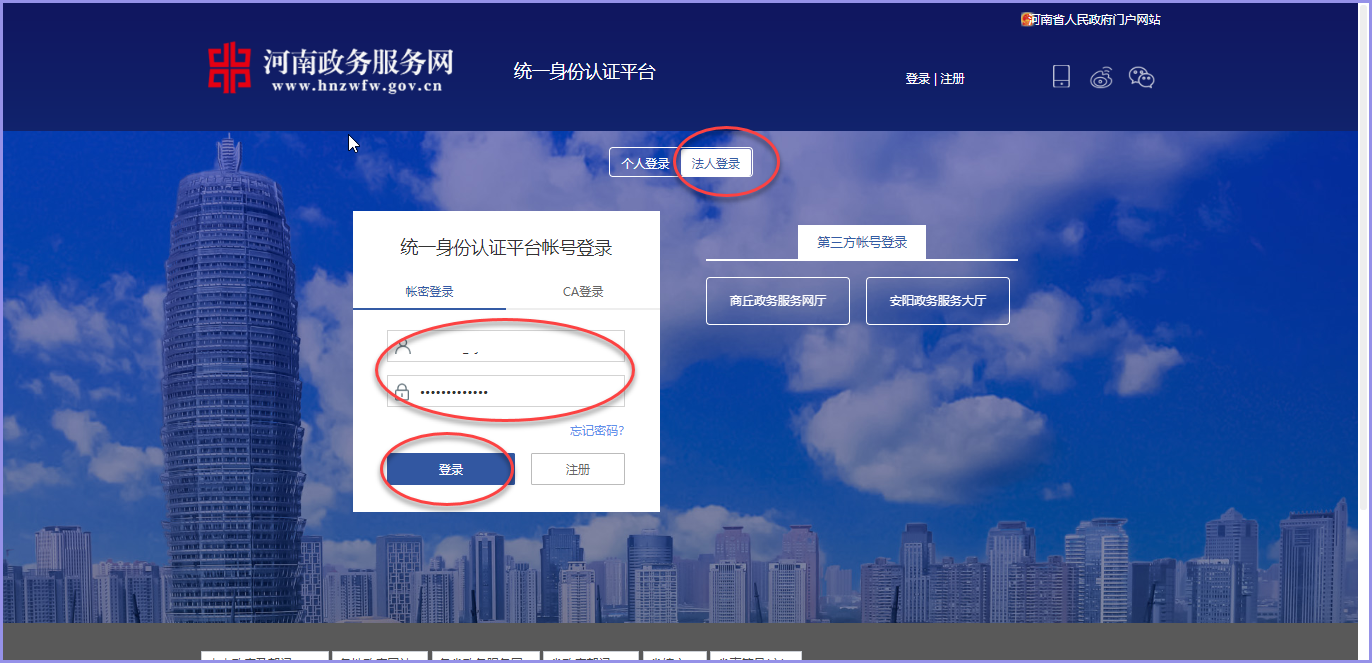 河南省人民政府门户网站
河南政务服务网
www.hnzwfw.gov.cn
统一身份认证平台
登录 | 注册
个人登录
法人登录
统一身份认证平台帐号登录
帐密登录
CA登录
•••••••••••••
忘记密码?
登录
注册
第三方帐号登录
商丘政务服务网厅
安阳政务服务大厅